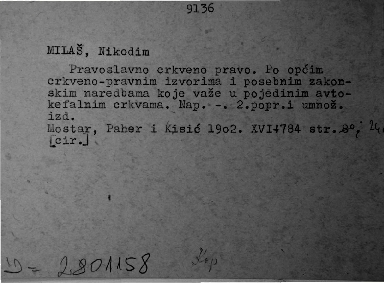 9136
MILAŠ, Nikodim
Pravoslavno crkveno pravo. Po općim
crkveno-pravnim izvorima i posebnim zakon-
skim naredbama koje važe u pojedinim avto-
kefalnim crkvama. Nap. -. 2.popr.i umnož.
izd.
Mostar, Paher i Kisić 19o2. XVI+784 str. 8°,
[cir.]
D= 2801158